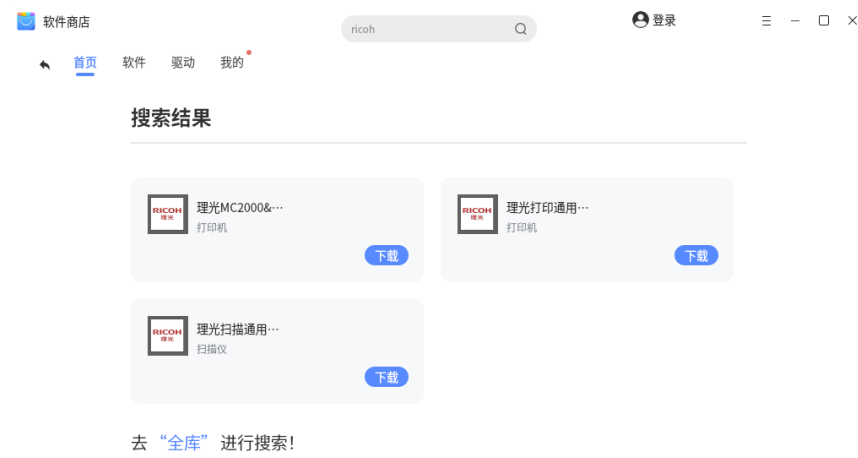 软件商店
ricoh
登录
首页 软件 驱动 我的
搜索结果
RICOH
理光
理光MC2000&…
打印机
下载
RICOH
理光
理光打印通用…
打印机
下载
RICOH
理光
理光扫描通用…
扫描仪
下载
去“全库”进行搜索!